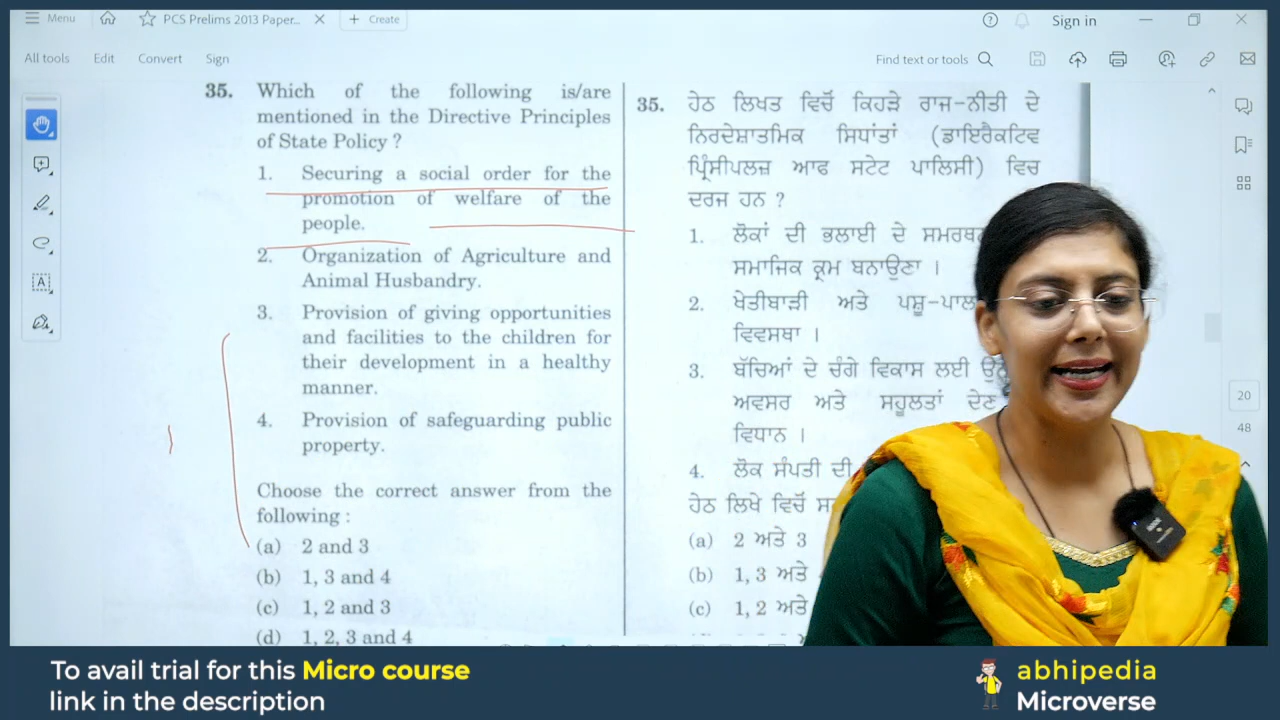 Menu
PCS Prelims 2013 Paper...
Create
Sign in
All tools Edit Convert Sign
Find text or tools
35. Which of the following is/are
mentioned in the Directive Principles
of State Policy ?
1. Securing a social order for the
promotion of welfare of the
people.
2. Organization of Agriculture and
Animal Husbandry.
3. Provision of giving opportunities
and facilities to the children for
their development in a healthy
manner.
4. Provision of safeguarding public
property.
Choose the correct answer from the
following :
(a) 2 and 3
(b) 1, 3 and 4
(c) 1, 2 and 3
(d) 1, 2, 3 and 4
35. ਹੇਠ ਲਿਖਤ ਵਿਚੋਂ ਕਿਹੜੇ ਰਾਜ-ਨੀਤੀ ਦੇ
ਨਿਰਦੇਸ਼ਾਤਮਿਕ ਸਿਧਾਂਤਾਂ (ਡਾਇਰੈਕਟਿਵ
ਪ੍ਰਿੰਸੀਪਲਜ਼ ਆਫ ਸਟੇਟ ਪਾਲਿਸੀ) ਵਿਚ
ਦਰਜ ਹਨ ?
1. ਲੋਕਾਂ ਦੀ ਭਲਾਈ ਦੇ
ਸਮਾਜਿਕ ਕ੍ਰਮ ਬਨਾਉਣਾ ।
2. ਖੇਤੀਬਾੜੀ ਅਤੇ
ਵਿਵਸਥਾ ।
3. ਬੱਚਿਆਂ ਦੇ ਚੰਗੇ ਵਿਕਾਸ ਲਈ
ਅਵਸਰ ਅਤੇ ਸਹੂਲਤਾਂ ਦੇਣ
ਵਿਧਾਨ ।
4. ਲੋਕ ਸੰਪਤੀ ਦੀ
ਹੇਠ ਲਿਖੇ ਵਿਚੋਂ
(a) 2 ਅਤੇ 3
(b) 1, 3 ਅਤੇ
(c) 1, 2 ਅਤੇ
20
48
To avail trial for this Micro course
link in the description
abhipedia
Microverse